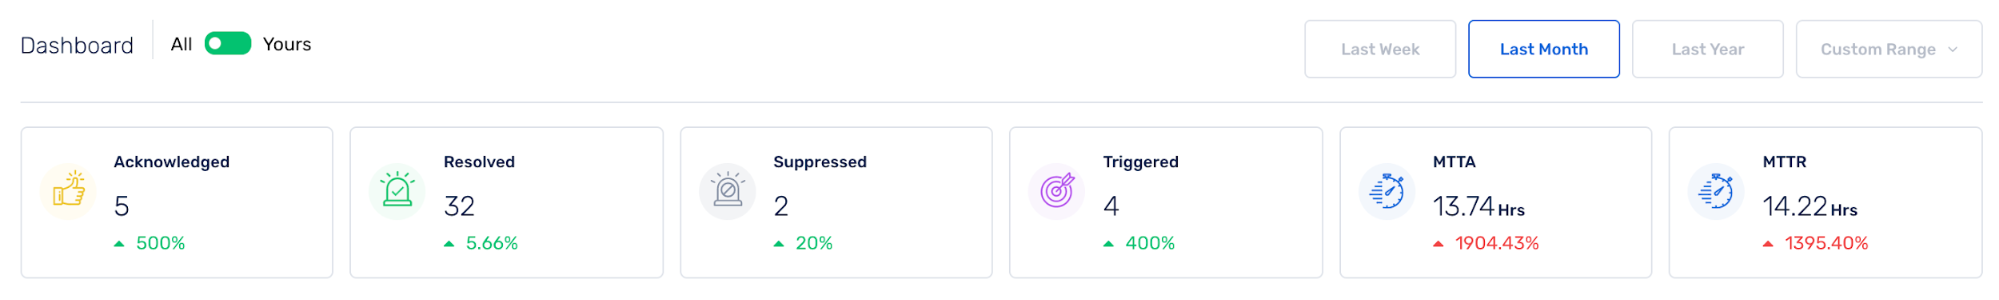 Dashboard
All Yours
Last Week
Last Month
Last Year
Custom Range
Acknowledged
5
500%
Resolved
32
5.66%
Suppressed
2
20%
Triggered
4
400%
MTTA
13.74 Hrs
1904.43%
MTTR
14.22 Hrs
1395.40%